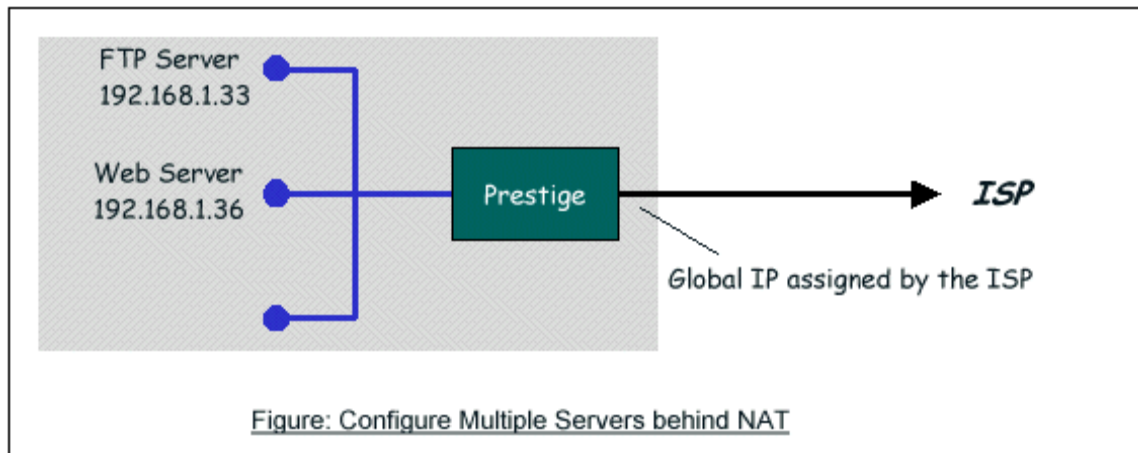 FTP Server
192.168.1.33
Web Server
192.168.1.36
Prestige
ISP
Global IP assigned by the ISP
Figure: Configure Multiple Servers behind NAT